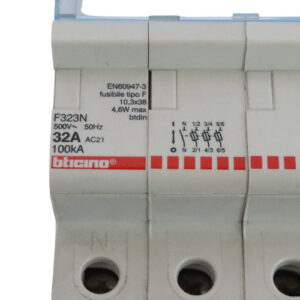 EN60947-3
fusibile tipo F
10,3x38
4,6W max
btdin
F323N
500V~ 50Hz
32A AC21
100kA
bticino
I N 1/2 3/4 5/6
O N 2/1 4/3 6/5
N